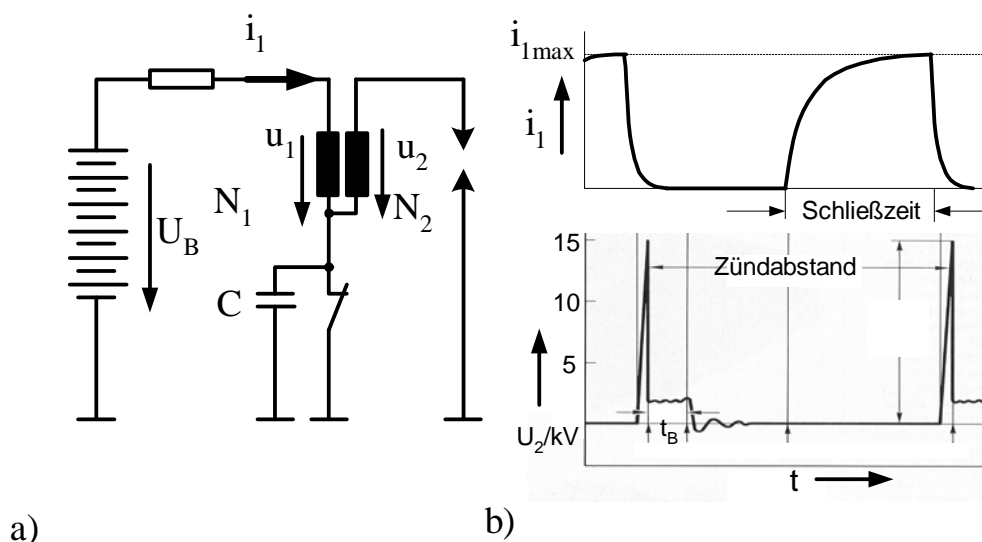 i1
u1
u2
N1
N2
UB
C
a)
i1max
i1
Schließzeit
15
Zündabstand
10
5
tB
U2/kV
t
b)